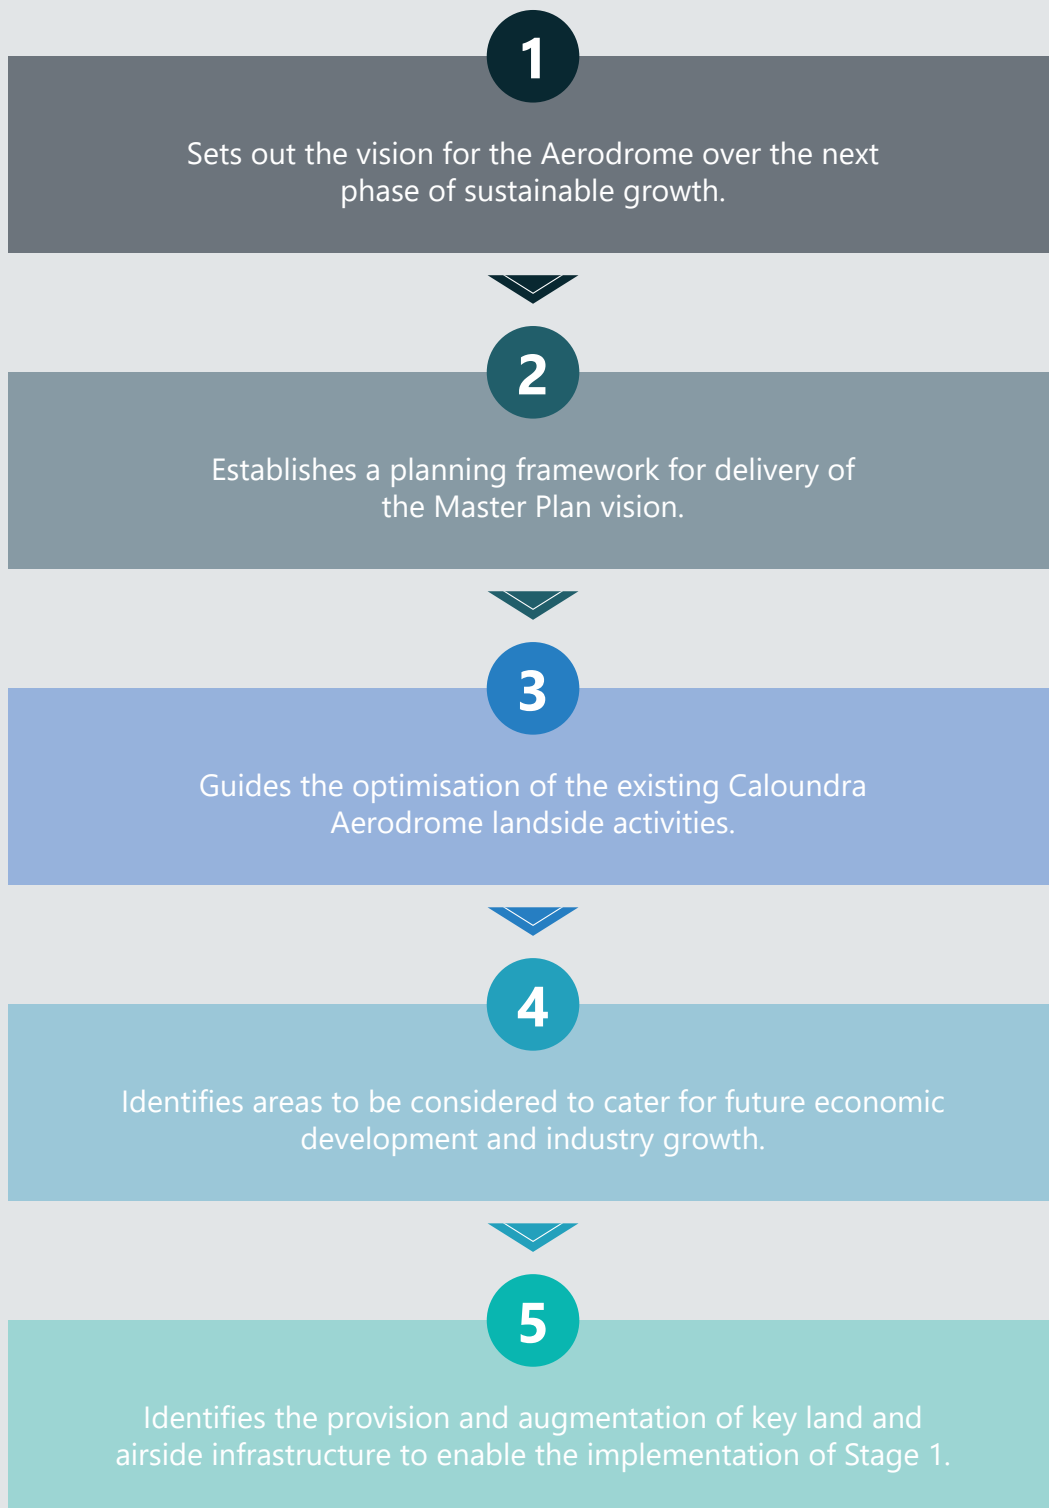 1
Sets out the vision for the Aerodrome over the next
phase of sustainable growth.
2
Establishes a planning framework for delivery of
the Master Plan vision.
3
Guides the optimisation of the existing Caloundra
Aerodrome landside activities.
4
Identifies areas to be considered to cater for future economic
development and industry growth.
5
Identifies the provision and augmentation of key land and
airside infrastructure to enable the implementation of Stage 1.